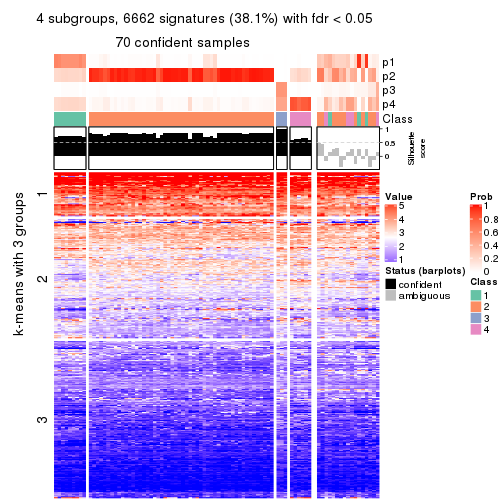 4 subgroups, 6662 signatures (38.1%) with fdr < 0.05
70 confident samples
p1
p2
p3
p4
Class
1
0.5
0
Silhouette
score
k-means with 3 groups
1
2
3
Value
5
4
3
2
1
Status (barplots)
confident
ambiguous
Prob
1
0.8
0.6
0.4
0.2
0
Class
1
2
3
4